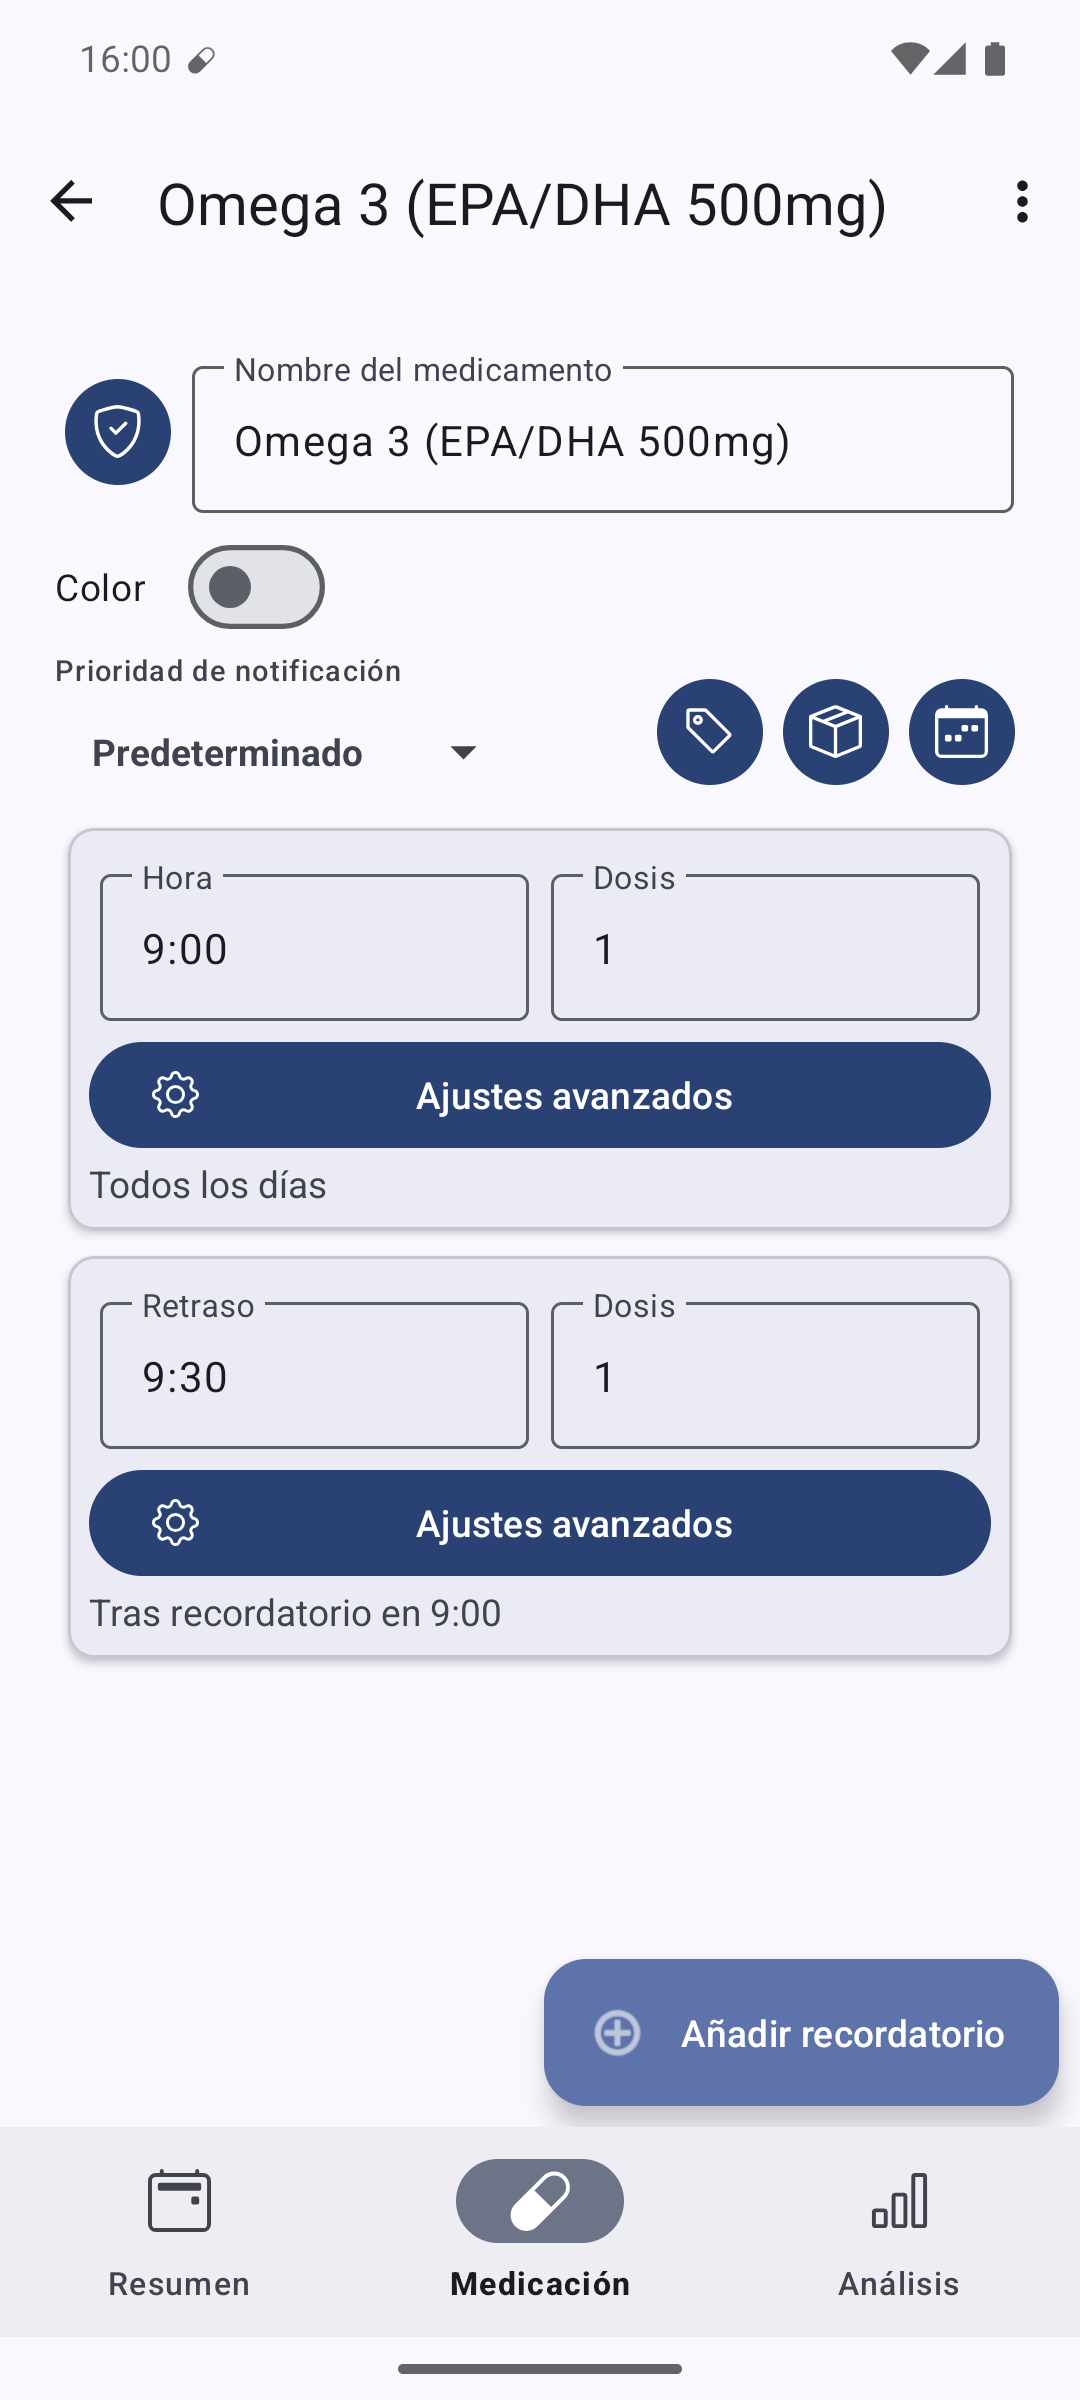 16:00
Omega 3 (EPA/DHA 500mg)
Nombre del medicamento
Omega 3 (EPA/DHA 500mg)
Color
Prioridad de notificación
Predeterminado
Hora
9:00
Dosis
1
Ajustes avanzados
Todos los días
Retraso
9:30
Dosis
1
Ajustes avanzados
Tras recordatorio en 9:00
Añadir recordatorio
Resumen
Medicación
Análisis